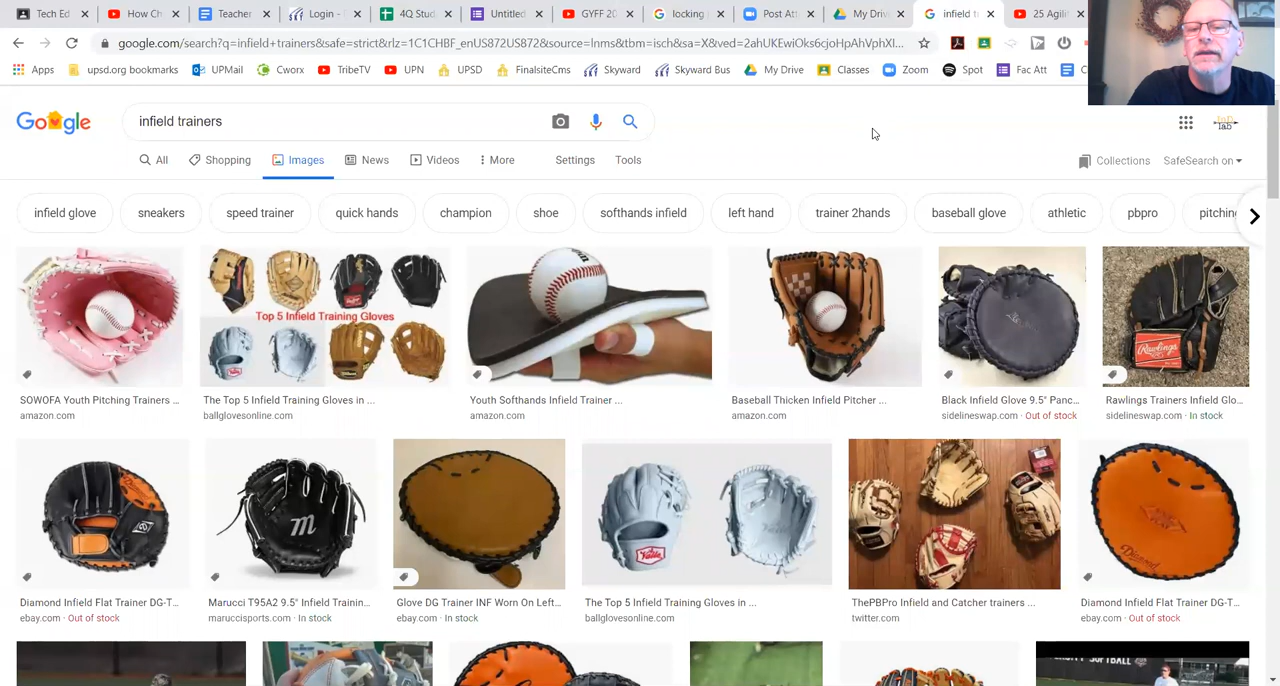 Tech Ed
How Ch
Teacher
Login -
4Q Stud
Untitled
GYFF 20
locking
Post Att
My Driv
infield t
25 Agilit
google.com/search?q=infield+trainers&safe=strict&rlz=1C1CHBF_enUS872US872&source=lnms&tbm=isch&sa=X&ved=2ahUKEwiOks6cjoHpAhVphXI...
Apps
upsd.org bookmarks
UPMail
Cworx
TribeTV
UPN
UPSD
FinalsiteCms
Skyward
Skyward Bus
My Drive
Classes
Zoom
Spot
Fac Att
Google
infield trainers
All
Shopping
Images
News
Videos
More
Settings
Tools
Collections
SafeSearch on
infield glove
sneakers
speed trainer
quick hands
champion
shoe
softhands infield
left hand
trainer 2hands
baseball glove
athletic
pbpro
pitching
Top 5 Infield Training Gloves
Rawlings
SOWOFA Youth Pitching Trainers ...
amazon.com
The Top 5 Infield Training Gloves in ...
ballglovesonline.com
Youth Softhands Infield Trainer ...
amazon.com
Baseball Thicken Infield Pitcher ...
amazon.com
Black Infield Glove 9.5" Panc...
sidelineswap.com · Out of stock
Rawlings Trainers Infield Glo...
sidelineswap.com · In stock
m
Diamond Infield Flat Trainer DG-T...
ebay.com · Out of stock
Marucci T95A2 9.5" Infield Trainin...
maruccisports.com · In stock
Glove DG Trainer INF Worn On Left...
ebay.com · In stock
The Top 5 Infield Training Gloves in ...
ballglovesonline.com
ThePBPro Infield and Catcher trainers ...
twitter.com
Diamond Infield Flat Trainer DG-T...
ebay.com · Out of stock